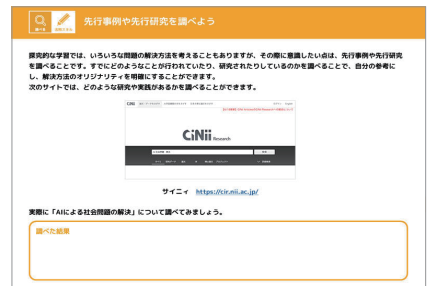 先行事例や先行研究を調べよう
探究的な学習では、いろいろな問題の解決方法を考えることもありますが、その際に意識したい点は、先行事例や先行研究
を調べることです。すでにどのようなことが行われていたり、研究されたりしているのかを調べることで、自分の参考に
し、解決方法のオリジナリティを明確にすることができます。
次のサイトでは、どのような研究や実践があるかを調べることができます。
CiNii Research
サイニィ https://cir.nii.ac.jp/
実際に「AIによる社会問題の解決」について調べてみましょう。
調べた結果